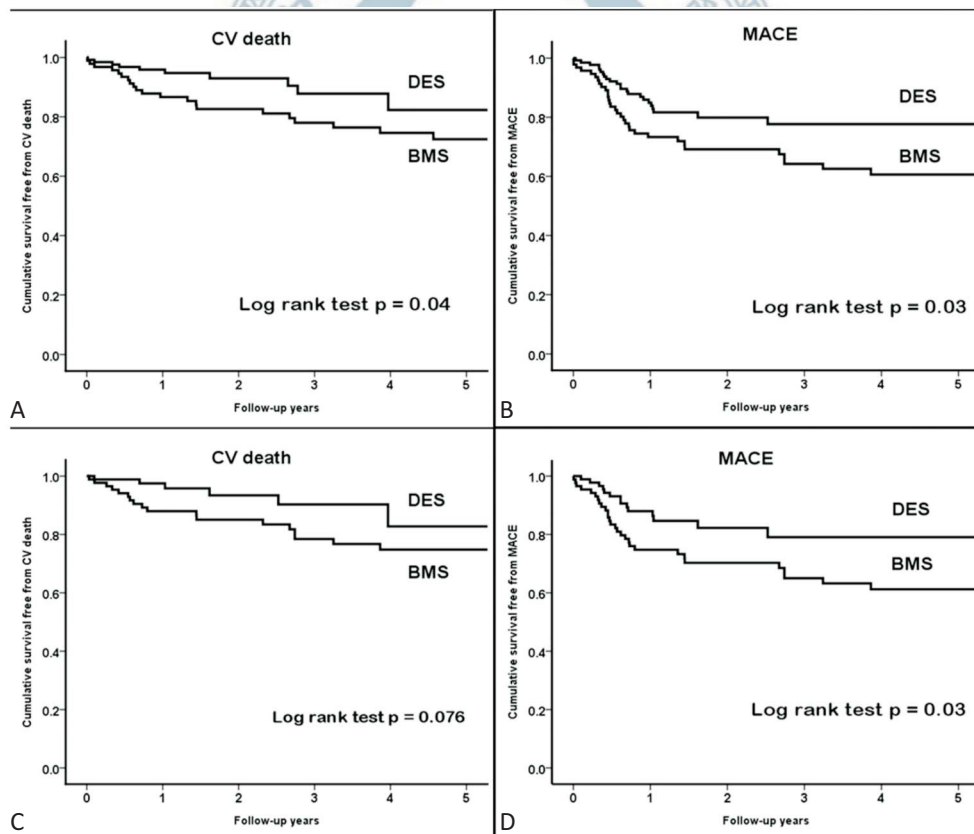 CV death
1.0
0.8
0.6
0.4
0.2
0.0
Cumulative survival free from CV death
DES
BMS
Log rank test p = 0.04
0 1 2 3 4 5
Follow-up years
A
MACE
1.0
0.8
0.6
0.4
0.2
0.0
Cumulative survival free from MACE
DES
BMS
Log rank test p = 0.03
0 1 2 3 4 5
Follow-up years
B
CV death
1.0
0.8
0.6
0.4
0.2
0.0
Cumulative survival free from CV death
DES
BMS
Log rank test p = 0.076
0 1 2 3 4 5
Follow-up years
C
MACE
1.0
0.8
0.6
0.4
0.2
0.0
Cumulative survival free from MACE
DES
BMS
Log rank test p = 0.03
0 1 2 3 4 5
Follow-up years
D